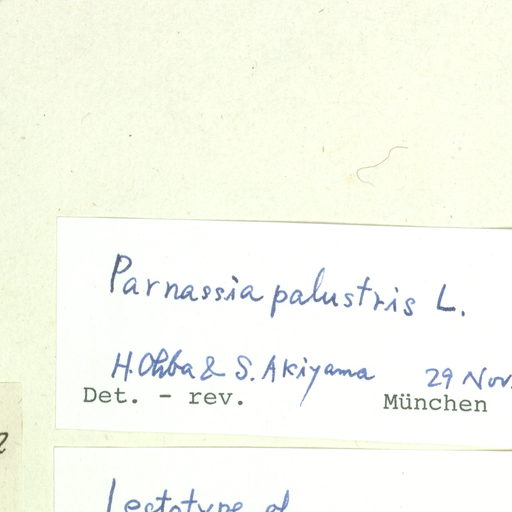 Parnassia palustris L.
H. Ohba & S. Akiyama 29 Nov.
Det. - rev. München
Lectotype of